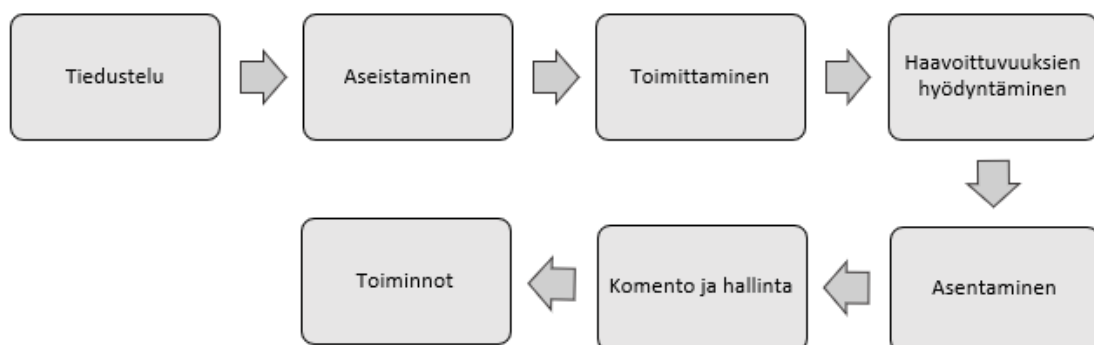 Tiedustelu
Aseistaminen
Toimittaminen
Haavoittuvuuksien
hyödyntäminen
Asentaminen
Komento ja hallinta
Toiminnot